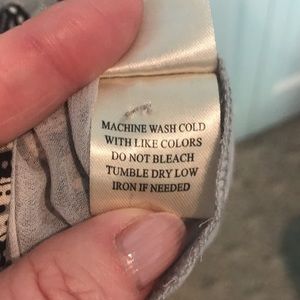 MACHINE WASH COLD
WITH LIKE COLORS
DO NOT BLEACH
TUMBLE DRY LOW
IRON IF NEEDED